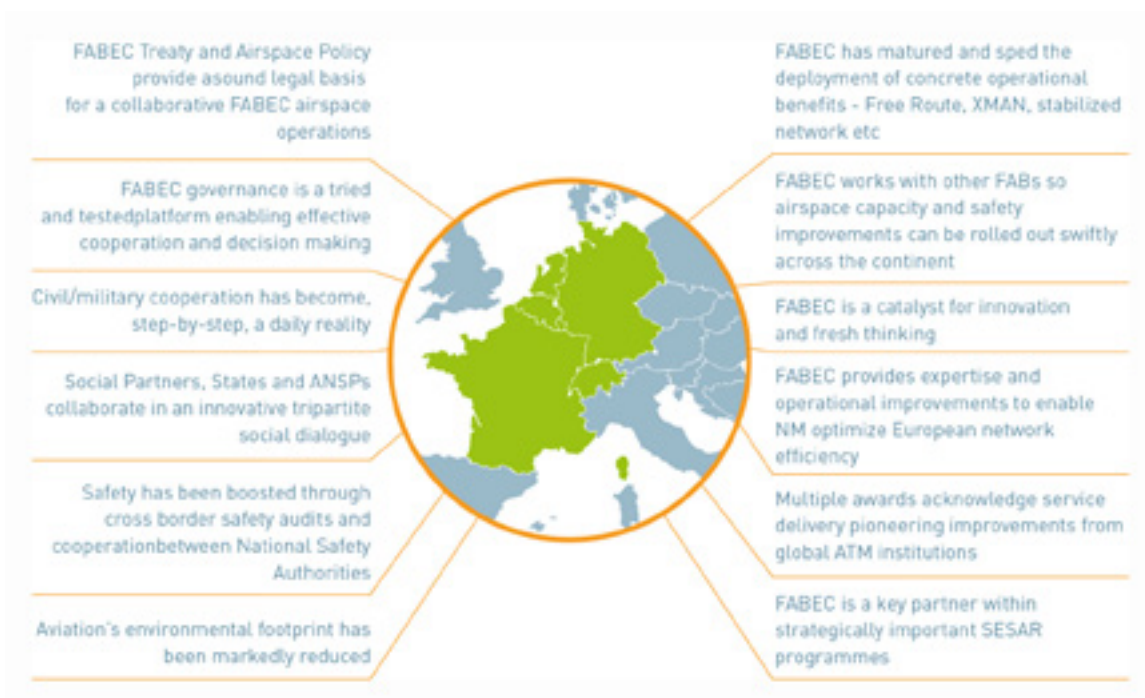 FABEC Treaty and Airspace Policy
provide asound legal basis
for a collaborative FABEC airspace
operations
FABEC governance is a tried
and testedplatform enabling effective
cooperation and decision making
Civil/military cooperation has become,
step-by-step, a daily reality
Social Partners, States and ANSPs
collaborate in an innovative tripartite
social dialogue
Safety has been boosted through
cross border safety audits and
cooperationbetween National Safety
Authorities
Aviation's environmental footprint has
been markedly reduced
FABEC has matured and sped the
deployment of concrete operational
benefits - Free Route, XMAN, stabilized
network etc
FABEC works with other FABs so
airspace capacity and safety
improvements can be rolled out swiftly
across the continent
FABEC is a catalyst for innovation
and fresh thinking
FABEC provides expertise and
operational improvements to enable
NM optimize European network
efficiency
Multiple awards acknowledge service
delivery pioneering improvements from
global ATM institutions
FABEC is a key partner within
strategically important SESAR
programmes